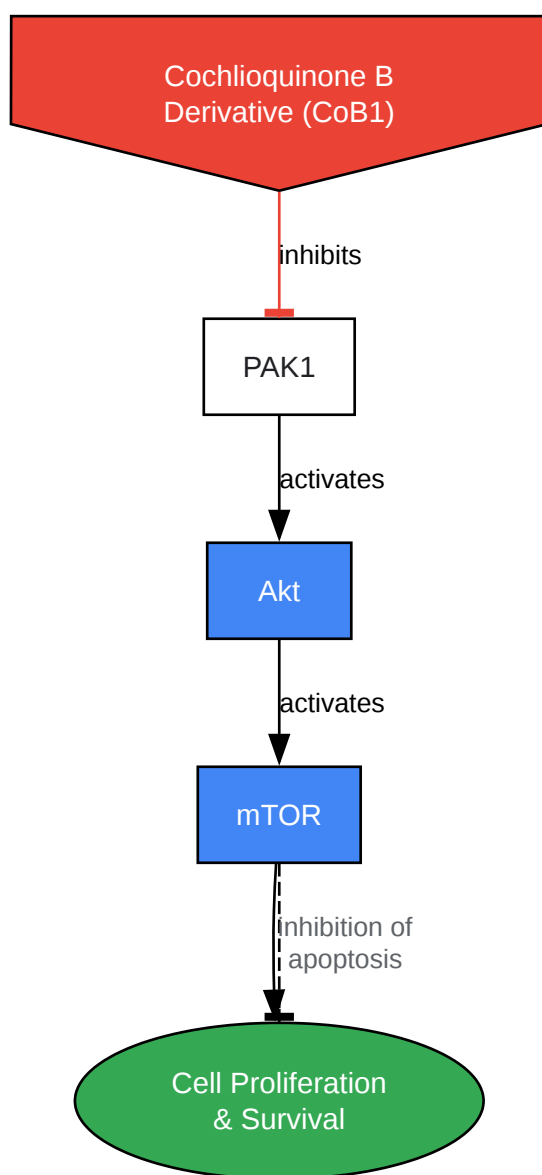 Cochlioquinone B
Derivative (CoB1)
inhibits
PAK1
activates
Akt
activates
mTOR
inhibition of
apoptosis
Cell Proliferation
& Survival